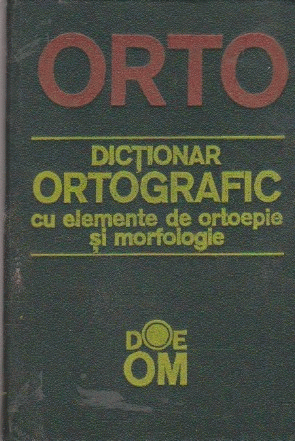 ORTO
DICȚIONAR
ORTOGRAFIC
cu elemente de ortoepie
și morfologie
DOE
OM